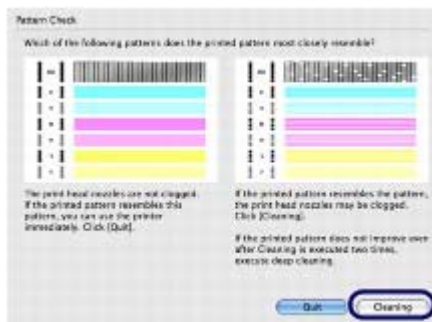 Pattern Check
Which of the following patterns does the printed pattern most closely resemble?
The print head nozzles are not clogged.
If the printed pattern resembles this
pattern, you can use the printer
immediately. Click [Quit].
If the printed pattern resembles the pattern,
the print head nozzles may be clogged.
Click [Cleaning].
If the printed pattern does not improve even
after Cleaning is executed two times,
execute deep cleaning.
Quit
Cleaning